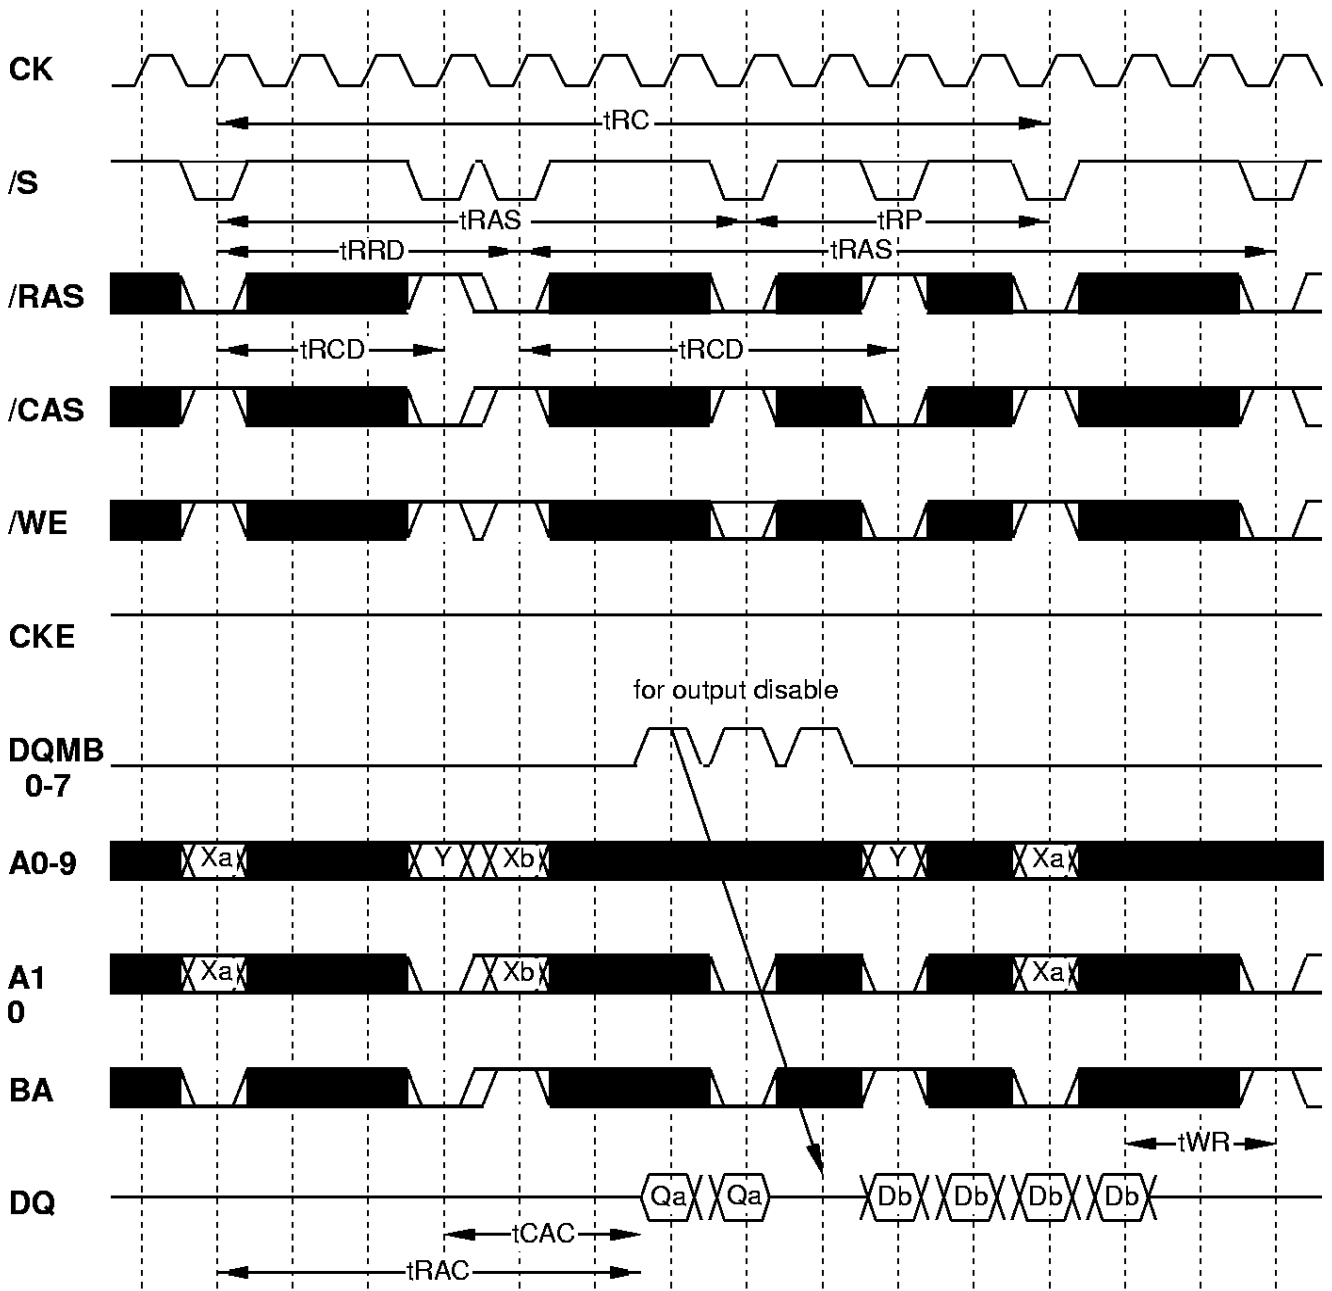 CK
tRC
/S
tRAS tRP
tRRD tRAS
/RAS
tRCD tRCD
/CAS
/WE
CKE
for output disable
DQMB
0-7
A0-9 Xa Y Xb Y Xa
A1 Xa Xb Xa
0
BA
tWR
DQ Qa Qa Db Db Db Db
tCAC
tRAC